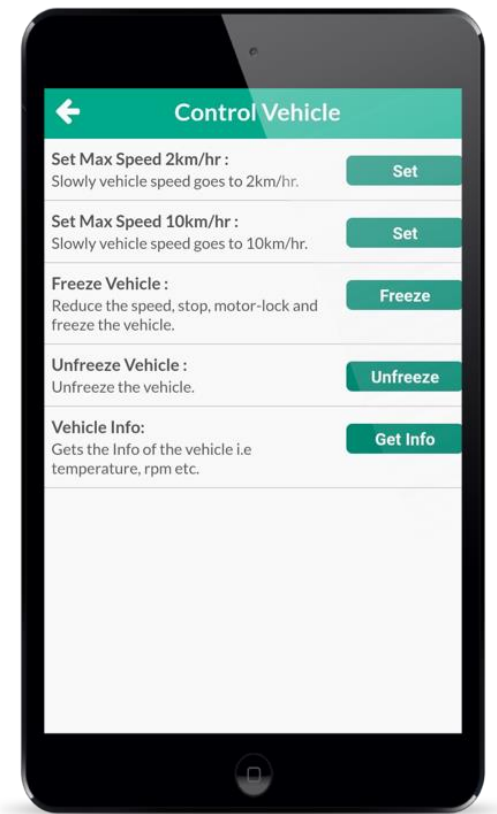 Control Vehicle
Set Max Speed 2km/hr :
Slowly vehicle speed goes to 2km/hr.
Set
Set Max Speed 10km/hr :
Slowly vehicle speed goes to 10km/hr.
Set
Freeze Vehicle :
Reduce the speed, stop, motor-lock and
freeze the vehicle.
Freeze
Unfreeze Vehicle :
Unfreeze the vehicle.
Unfreeze
Vehicle Info:
Gets the Info of the vehicle i.e
temperature, rpm etc.
Get Info